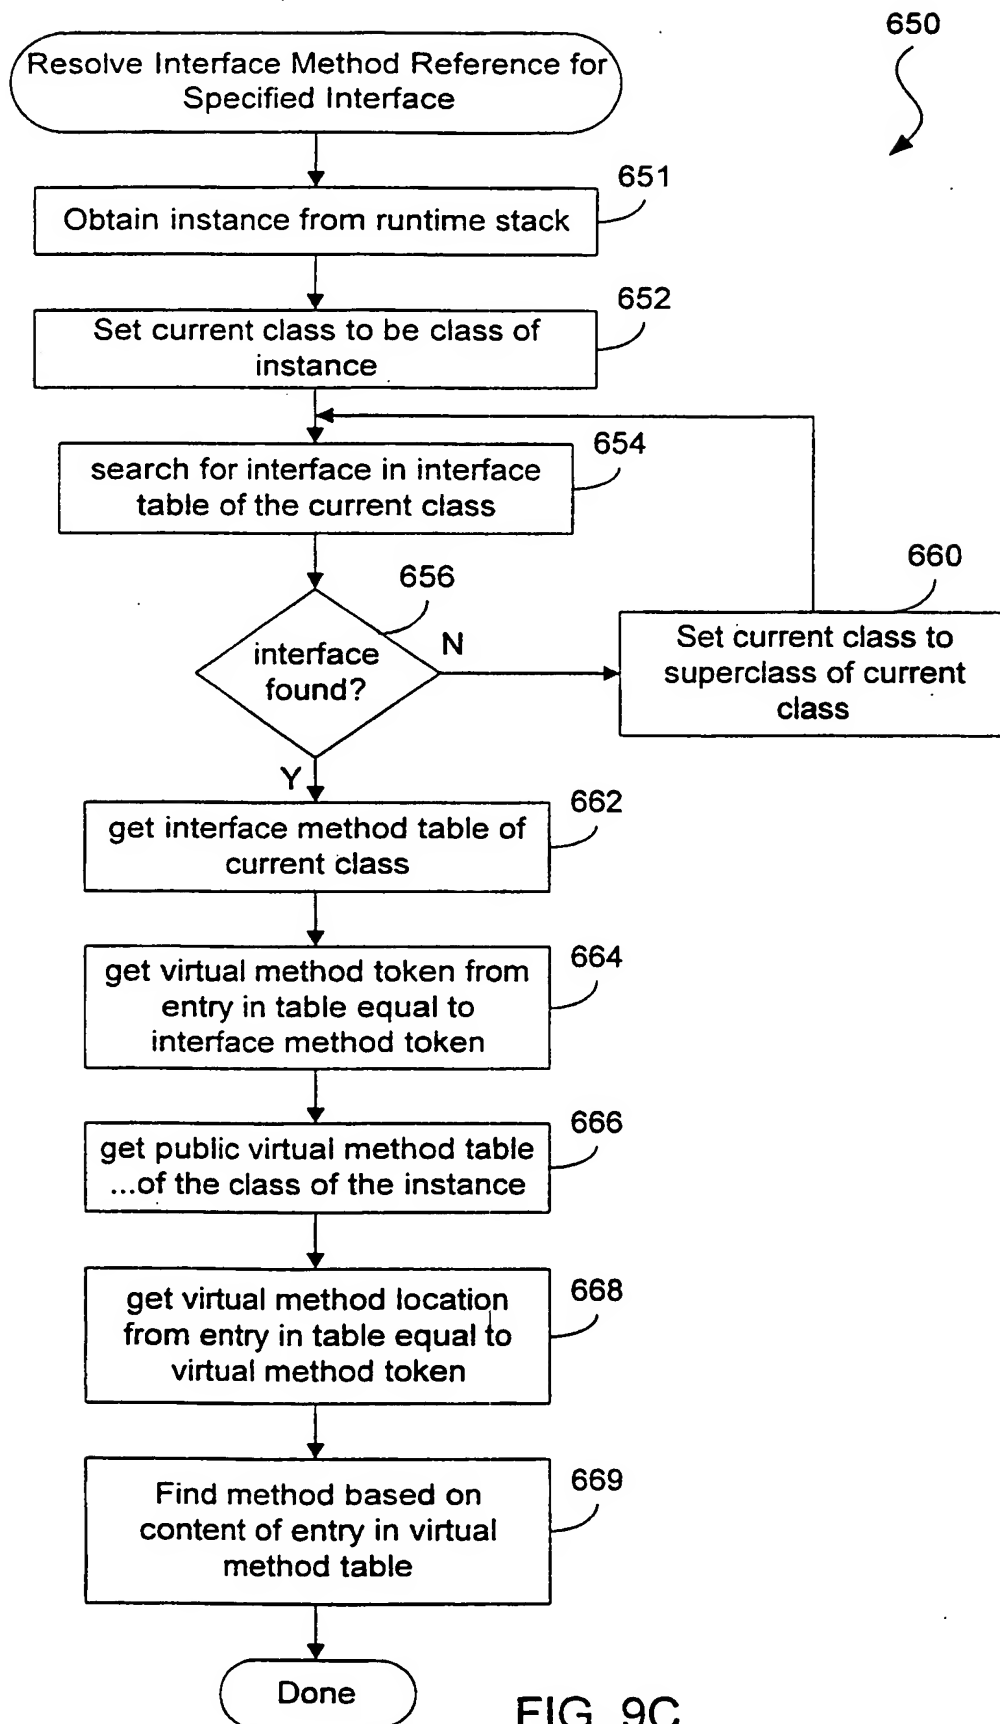 650
Resolve Interface Method Reference for
Specified Interface
651
Obtain instance from runtime stack
652
Set current class to be class of
instance
654
search for interface in interface
table of the current class
656
interface
found?
N
660
Set current class to
superclass of current
class
Y
662
get interface method table of
current class
664
get virtual method token from
entry in table equal to
interface method token
666
get public virtual method table
...of the class of the instance
668
get virtual method location
from entry in table equal to
virtual method token
669
Find method based on
content of entry in virtual
method table
Done
FIG. 9C